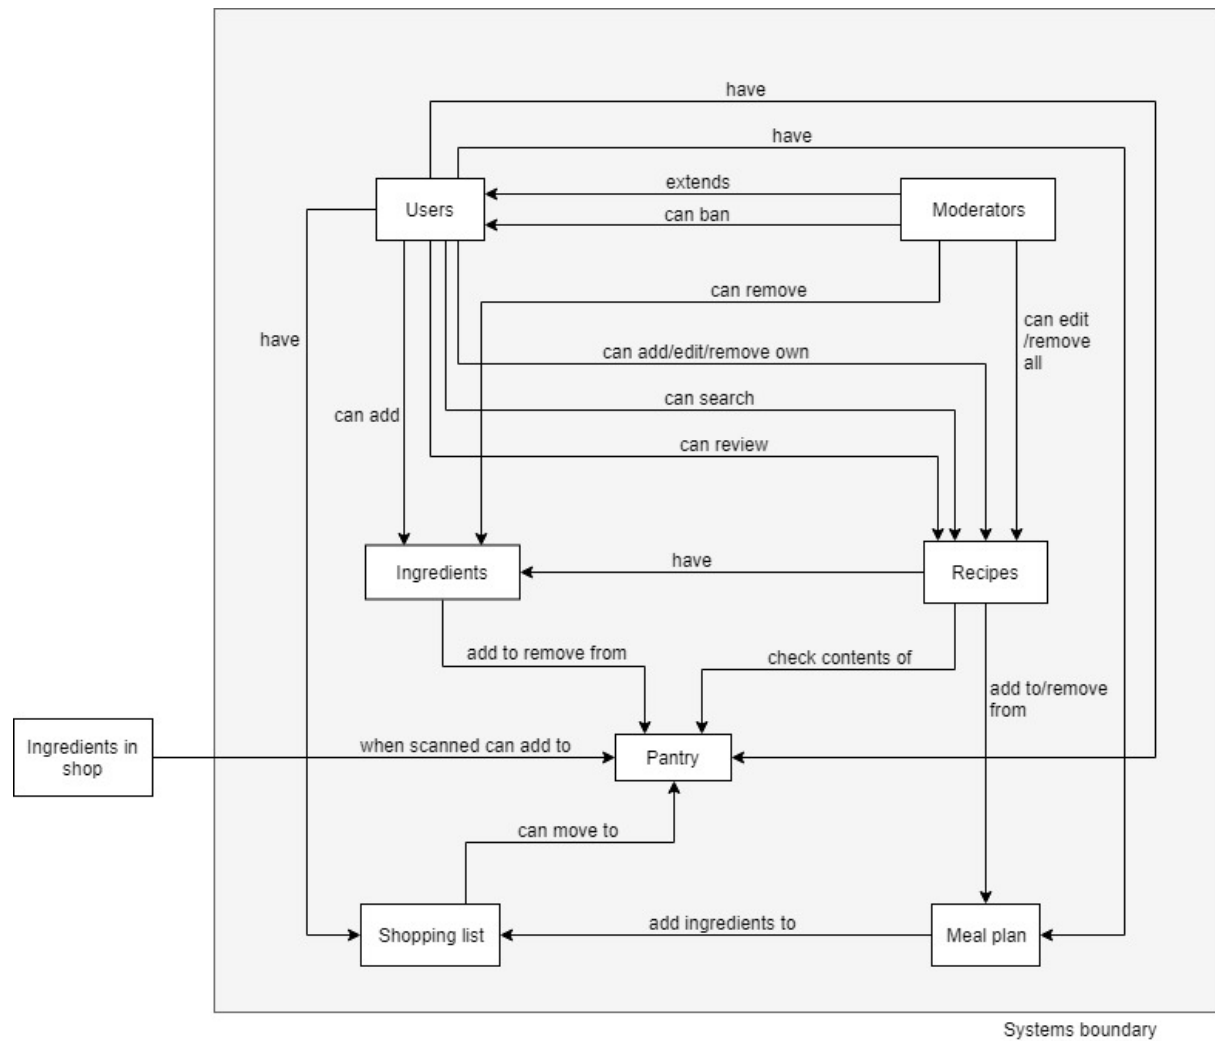 have
have
extends
Users
Moderators
can ban
can remove
can edit
/remove
all
have
can add/edit/remove own
can search
can add
can review
have
Ingredients
Recipes
add to remove from
check contents of
add to/remove
from
Ingredients in
shop
when scanned can add to
Pantry
can move to
add ingredients to
Shopping list
Meal plan
Systems boundary